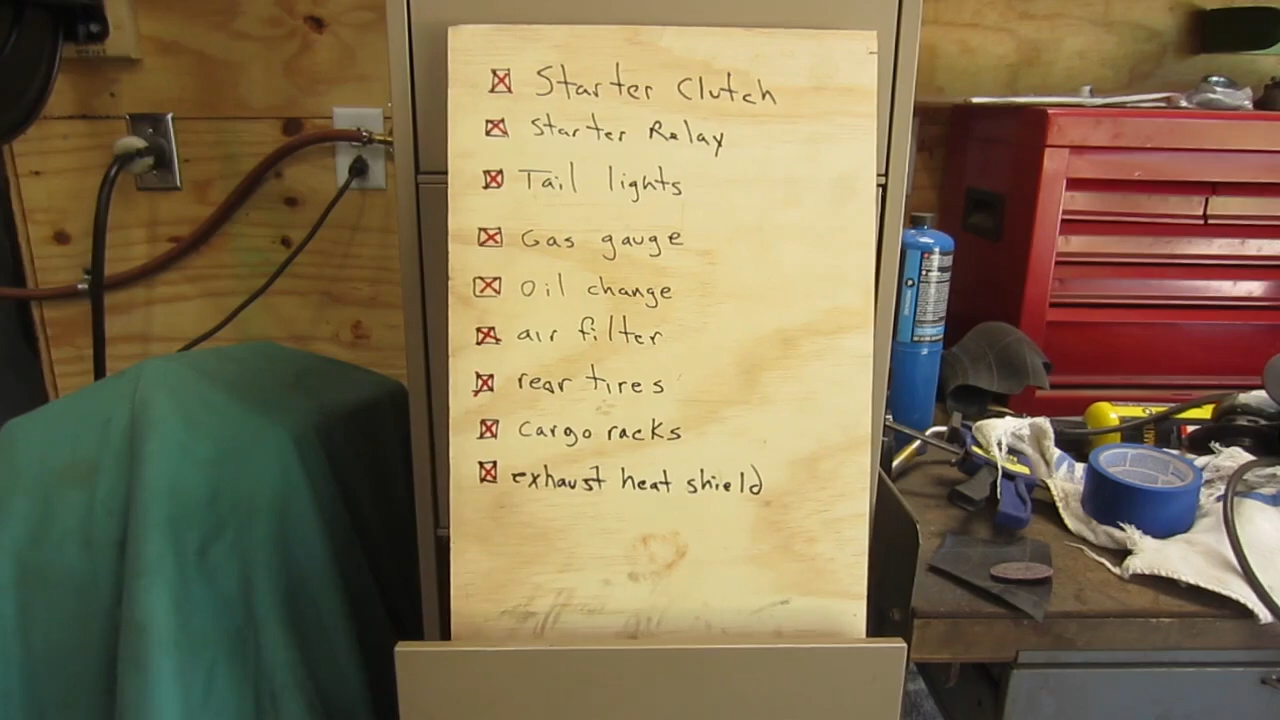 ☒ Starter Clutch
☒ Starter Relay
☒ Tail lights
☒ Gas gauge
☒ Oil change
☒ air filter
☒ rear tires
☒ cargo racks
☒ exhaust heat shield